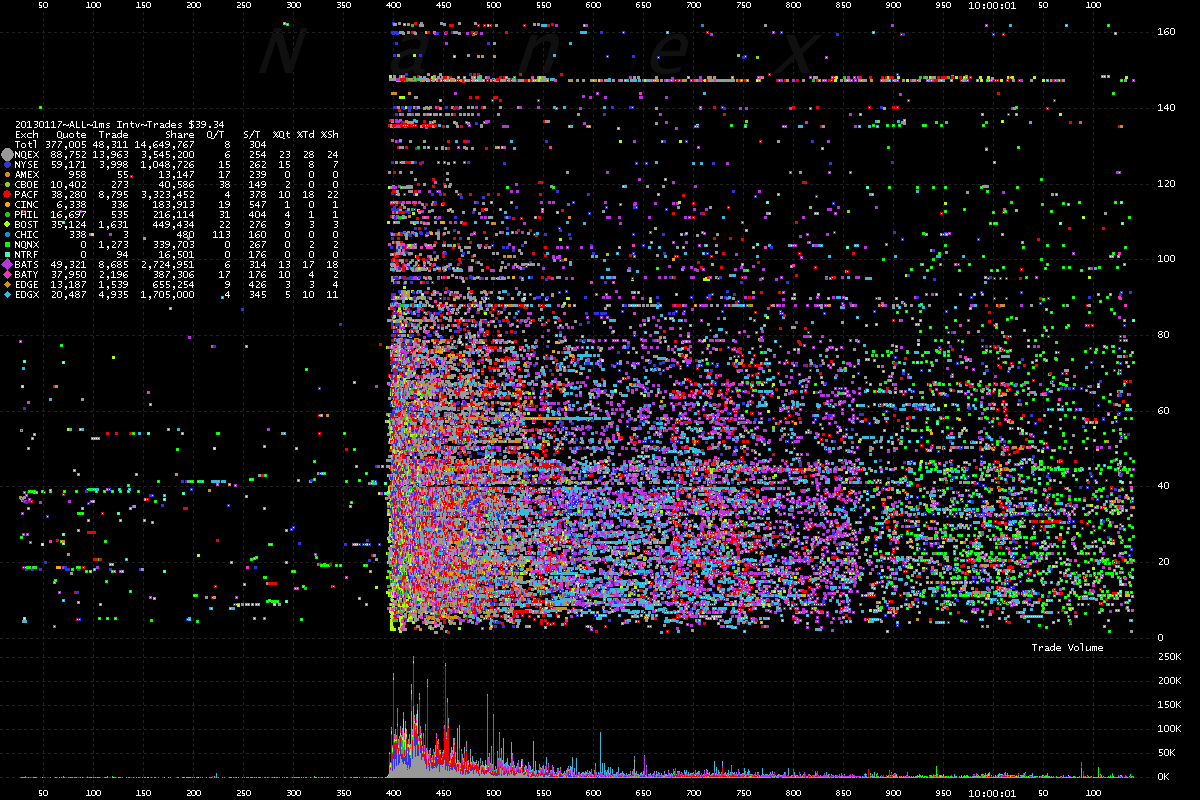 50 100 150 200 250 300 350 400 450 500 550 600 650 700 750 800 850 900 950 10:00:01 50 100
Nanex
160
140
120
100
80
60
40
20
0
20130117~ALL~1ms Intv~Trades $39.34
Exch Quote Trade Share Q/T S/T %Qt %Td %Sh
Totl 377,005 48,311 14,649,767 8 304
NQEX 88,752 13,963 3,545,200 6 254 23 28 24
NYSE 59,171 3,998 1,048,726 15 262 15 8 7
AMEX 958 55 13,147 17 239 0 0 0
CBOE 10,402 273 40,586 38 149 2 0 0
PACF 38,280 8,795 3,323,452 4 378 10 18 22
CINC 6,338 336 183,913 19 547 1 0 1
PHIL 16,697 535 216,114 31 404 4 1 1
BOST 35,124 1,631 449,434 22 276 9 3 3
CHIC 338 3 480 113 160 0 0 0
NQNX 0 1,273 339,703 0 267 0 2 2
NTRF 0 94 16,501 0 176 0 0 0
BATS 49,321 8,685 2,724,951 6 314 13 17 18
BATY 37,950 2,196 387,306 17 176 10 4 2
EDGE 13,187 1,539 655,254 9 426 3 3 4
EDGX 20,487 4,935 1,705,000 4 345 5 10 11
Trade Volume
250K
200K
150K
100K
50K
0K
50 100 150 200 250 300 350 400 450 500 550 600 650 700 750 800 850 900 950 10:00:01 50 100